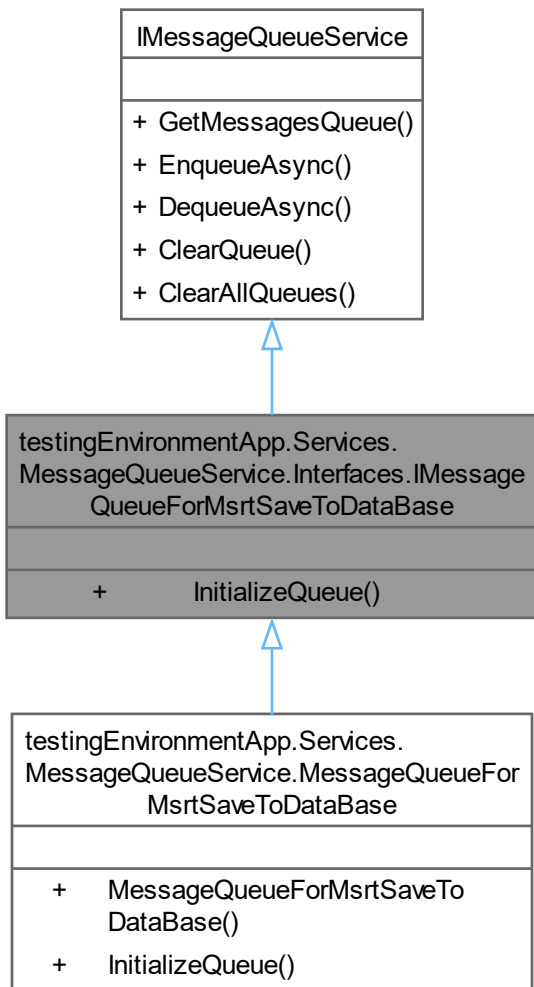 IMessageQueueService
+ GetMessagesQueue()
+ EnqueueAsync()
+ DequeueAsync()
+ ClearQueue()
+ ClearAllQueues()
testingEnvironmentApp.Services.
MessageQueueService.Interfaces.IMessage
QueueForMsrtSaveToDataBase
+ InitializeQueue()
testingEnvironmentApp.Services.
MessageQueueService.MessageQueueFor
MsrtSaveToDataBase
+ MessageQueueForMsrtSaveTo
DataBase()
+ InitializeQueue()